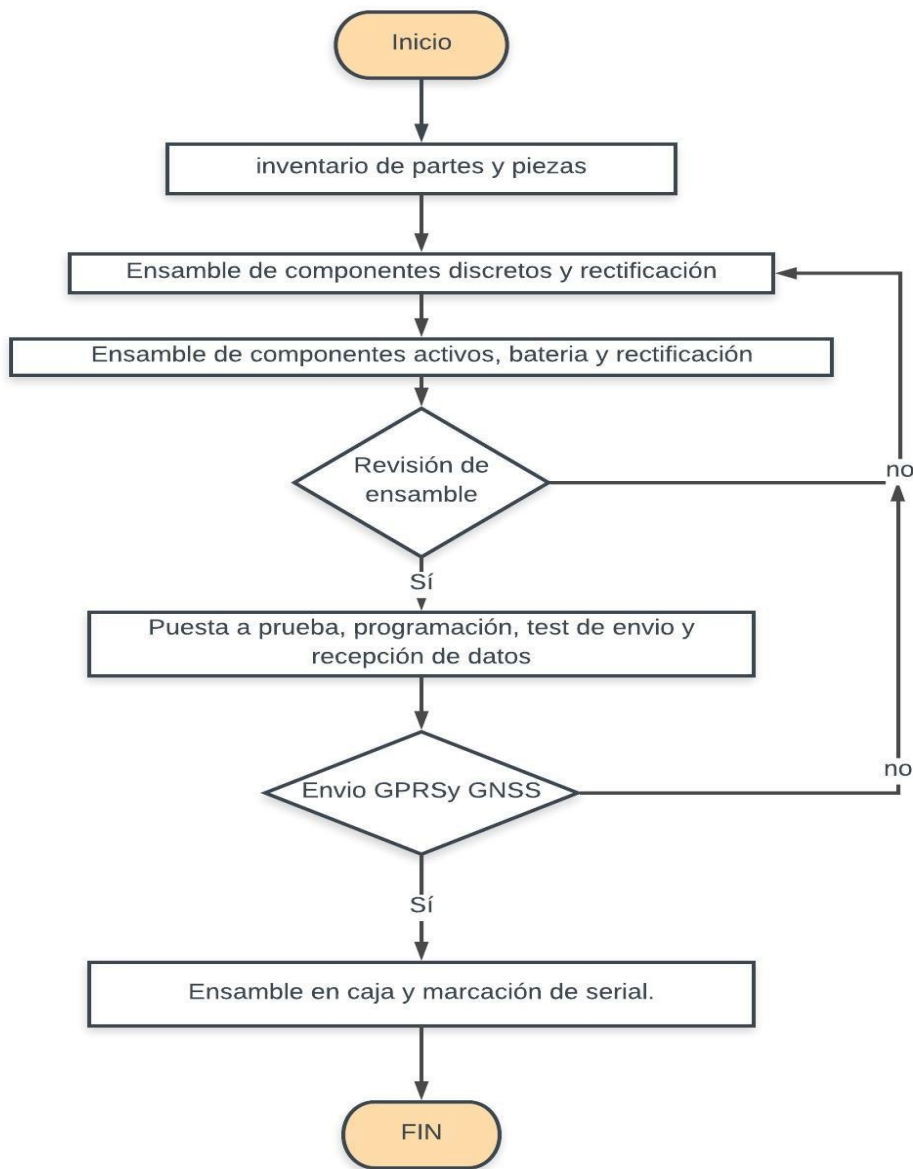 Inicio
inventario de partes y piezas
Ensamble de componentes discretos y rectificación
Ensamble de componentes activos, bateria y rectificación
Revisión de
ensamble
no
Sí
Puesta a prueba, programación, test de envio y
recepción de datos
Envio GPRSy GNSS
no
Sí
Ensamble en caja y marcación de serial.
FIN